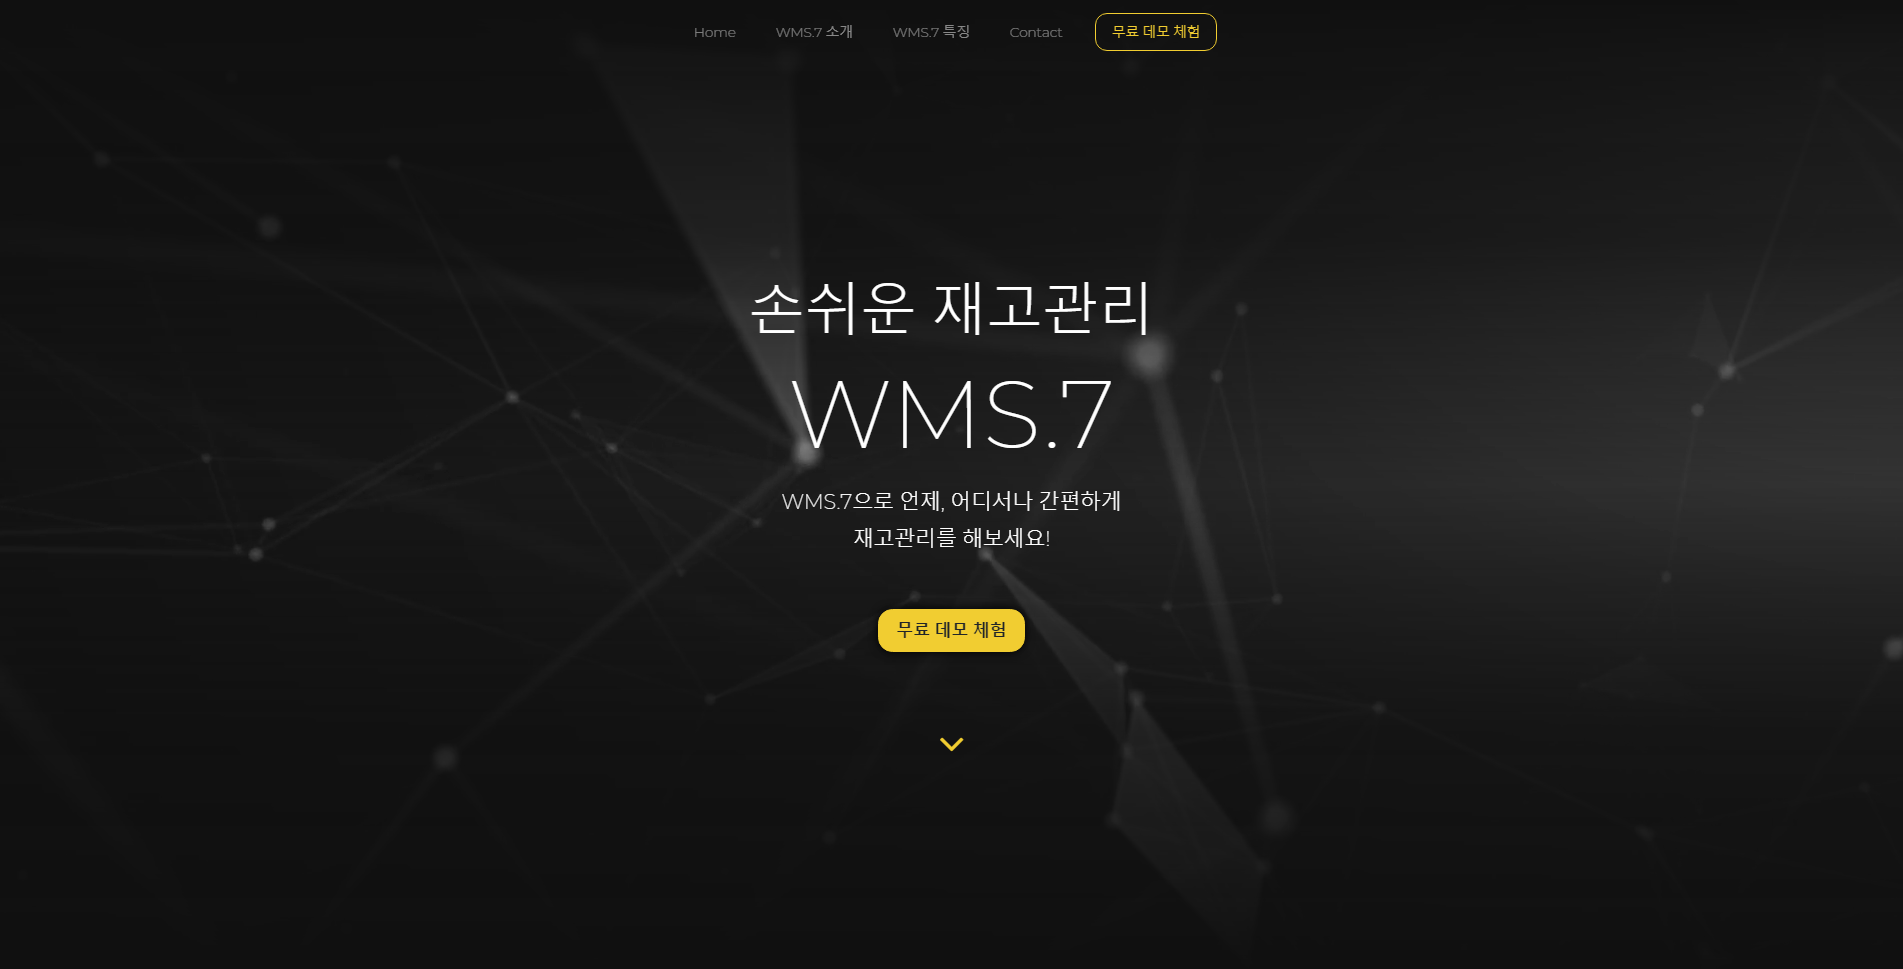 Home WMS.7 소개 WMS.7 특징 Contact 무료 데모 체험
손쉬운 재고관리
WMS.7
WMS.7으로 언제, 어디서나 간편하게
재고관리를 해보세요!
무료 데모 체험